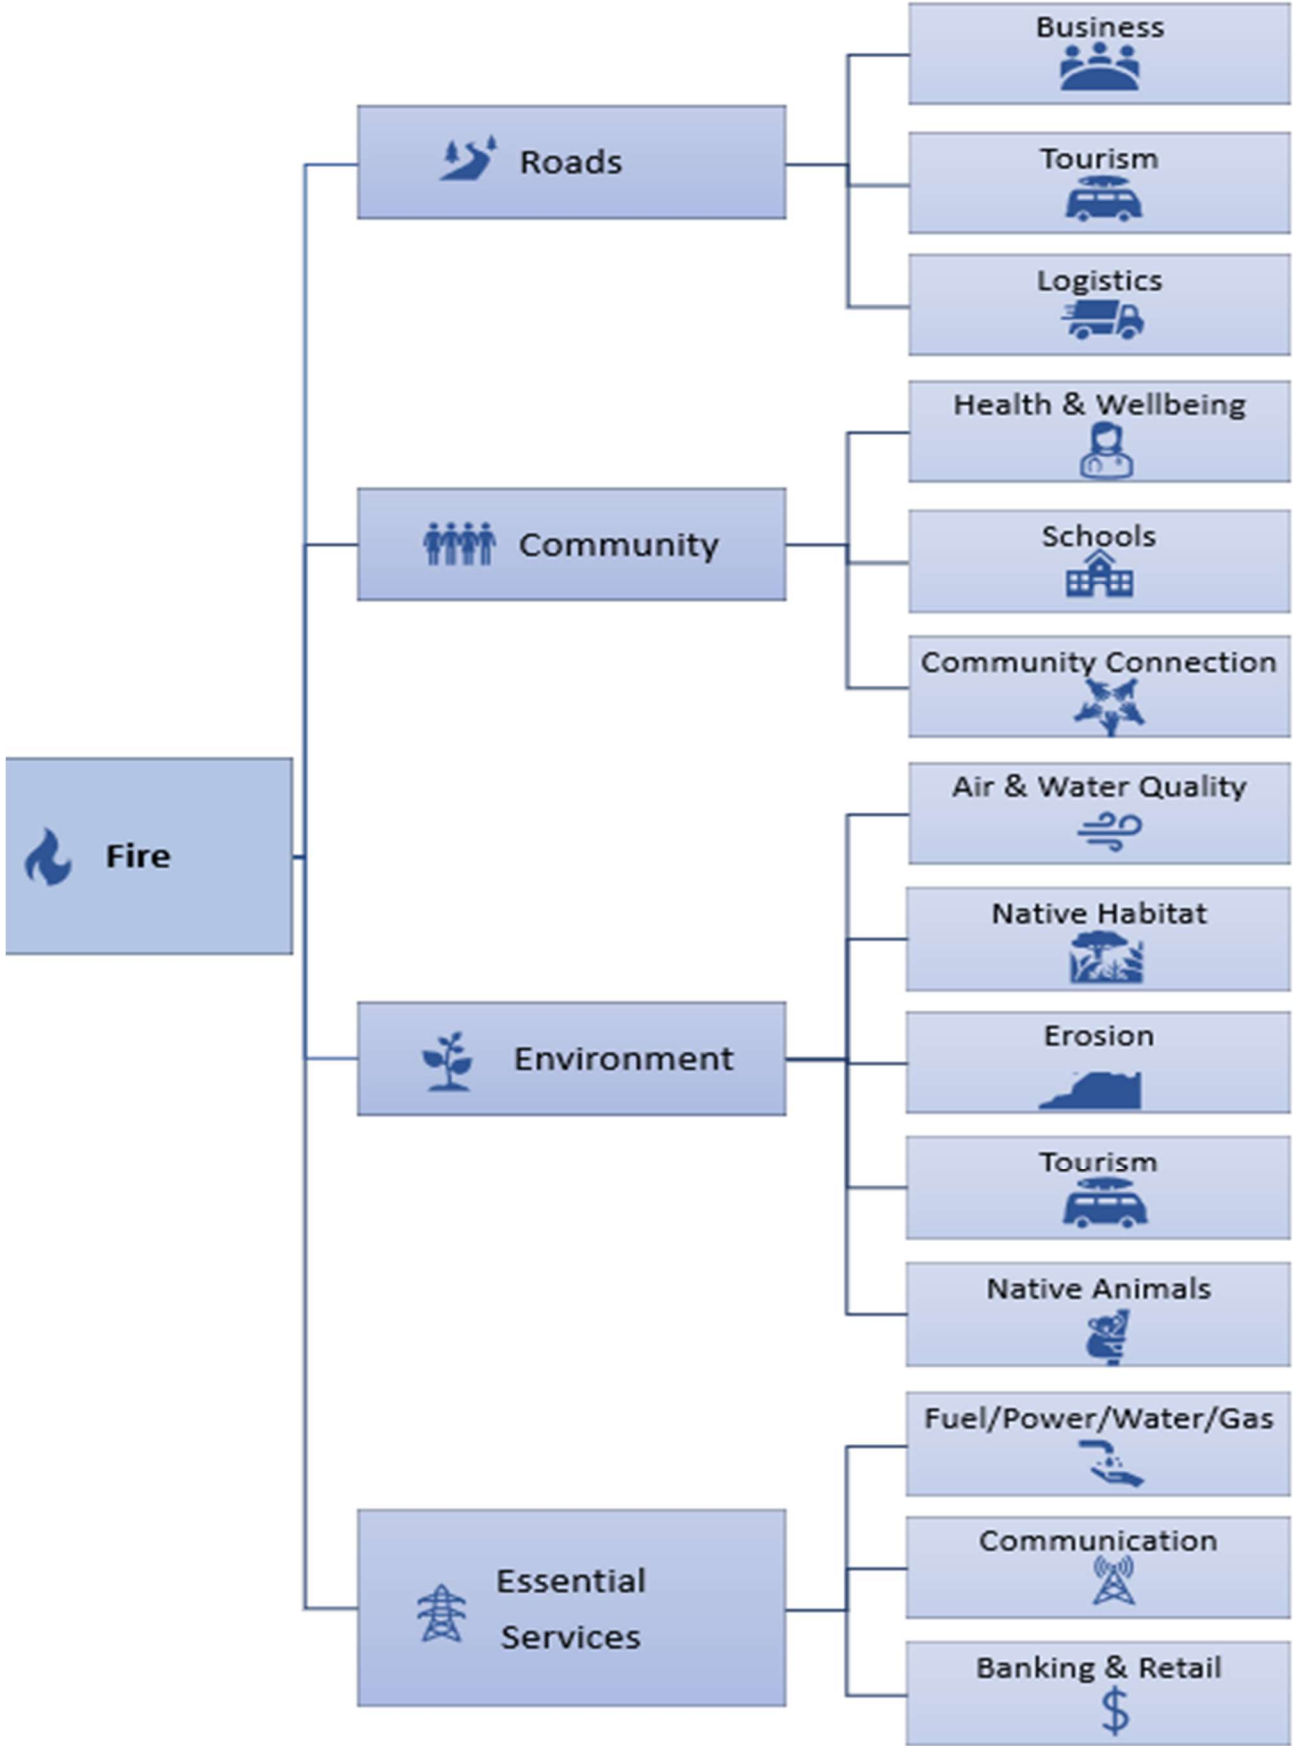 Fire
Roads
Business
Tourism
Logistics
Community
Health & Wellbeing
Schools
Community Connection
Environment
Air & Water Quality
Native Habitat
Erosion
Tourism
Native Animals
Essential
Services
Fuel/Power/Water/Gas
Communication
Banking & Retail
$